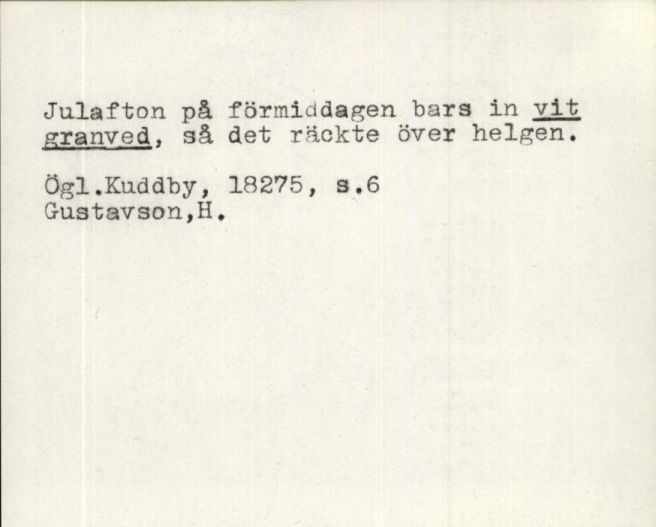 Julafton på förmiddagen bars in vit
granved, så det räckte över helgen.
Ögl.Kuddby, 18275, s.6
Gustavson,H.